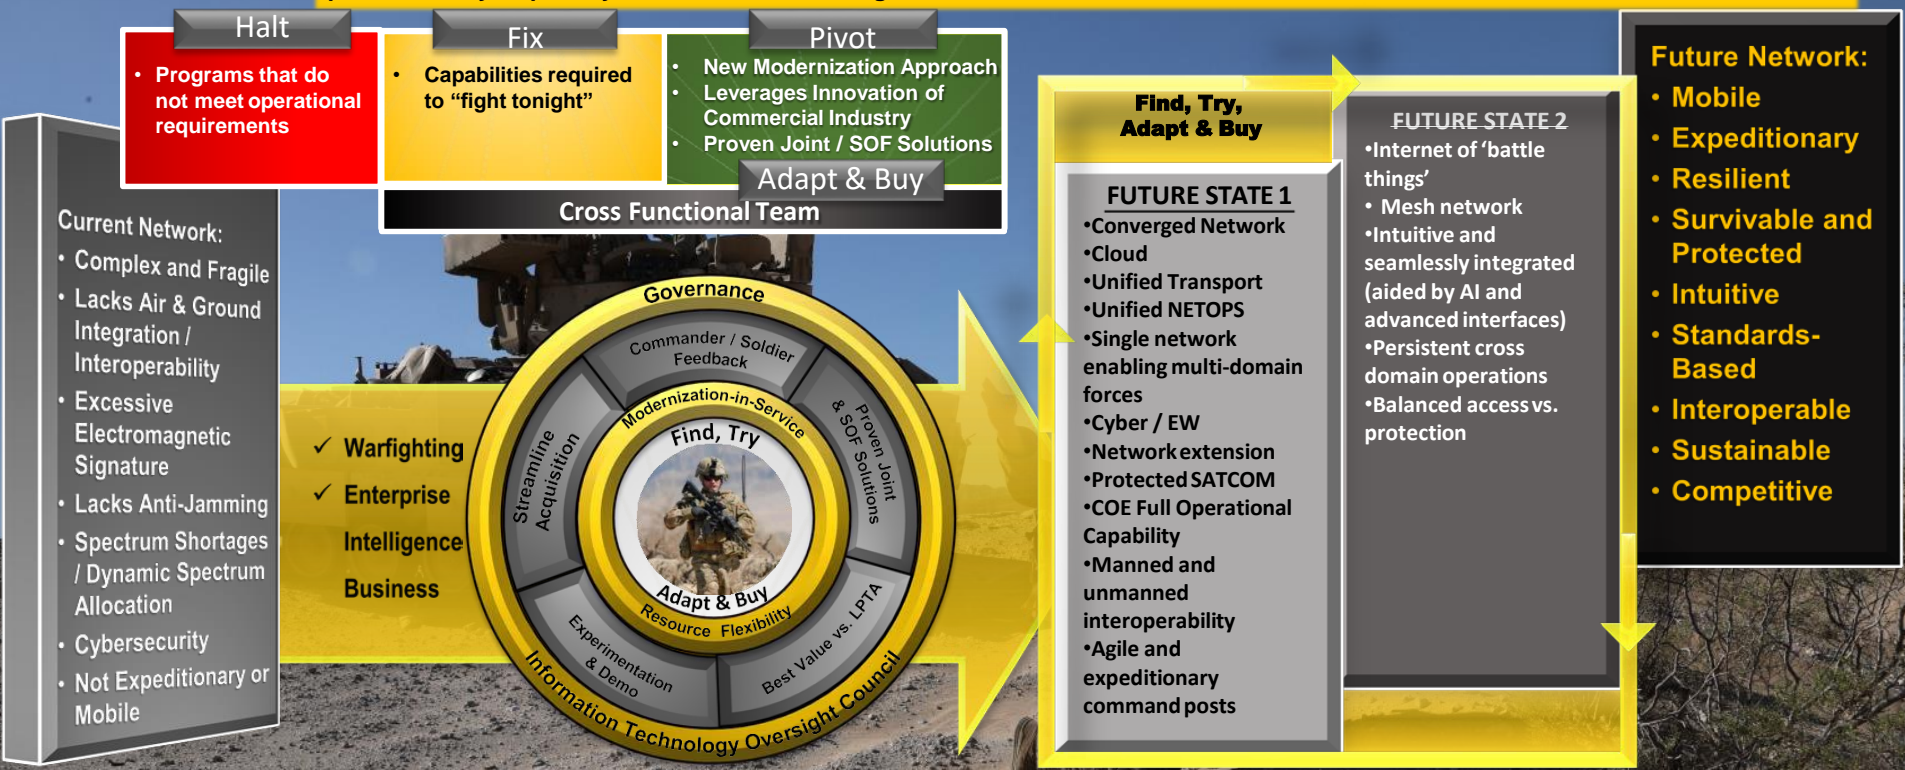 Halt
• Programs that do
not meet operational
requirements
Fix
• Capabilities required
to “fight tonight”
Pivot
• New Modernization Approach
• Leverages Innovation of
Commercial Industry
• Proven Joint / SOF Solutions
Adapt & Buy
Cross Functional Team
Current Network:
• Complex and Fragile
• Lacks Air & Ground
Integration /
Interoperability
• Excessive
Electromagnetic
Signature
• Lacks Anti-Jamming
• Spectrum Shortages
/ Dynamic Spectrum
Allocation
• Cybersecurity
• Not Expeditionary or
Mobile
✓ Warfighting
✓ Enterprise
Intelligence
Business
Governance
Commander / Soldier
Feedback
Proven Joint
& SOF Solutions
Best Value vs. LPTA
Experimentation
& Demo
Streamline
Acquisition
Modernization-in-Service
Resource Flexibility
Find, Try
Adapt & Buy
Information Technology Oversight Council
Find, Try,
Adapt & Buy
FUTURE STATE 1
•Converged Network
•Cloud
•Unified Transport
•Unified NETOPS
•Single network
enabling multi-domain
forces
•Cyber / EW
•Network extension
•Protected SATCOM
•COE Full Operational
Capability
•Manned and
unmanned
interoperability
•Agile and
expeditionary
command posts
FUTURE STATE 2
•Internet of ‘battle
things’
• Mesh network
•Intuitive and
seamlessly integrated
(aided by AI and
advanced interfaces)
•Persistent cross
domain operations
•Balanced access vs.
protection
Future Network:
• Mobile
• Expeditionary
• Resilient
• Survivable and
Protected
• Intuitive
• Standards-
Based
• Interoperable
• Sustainable
• Competitive